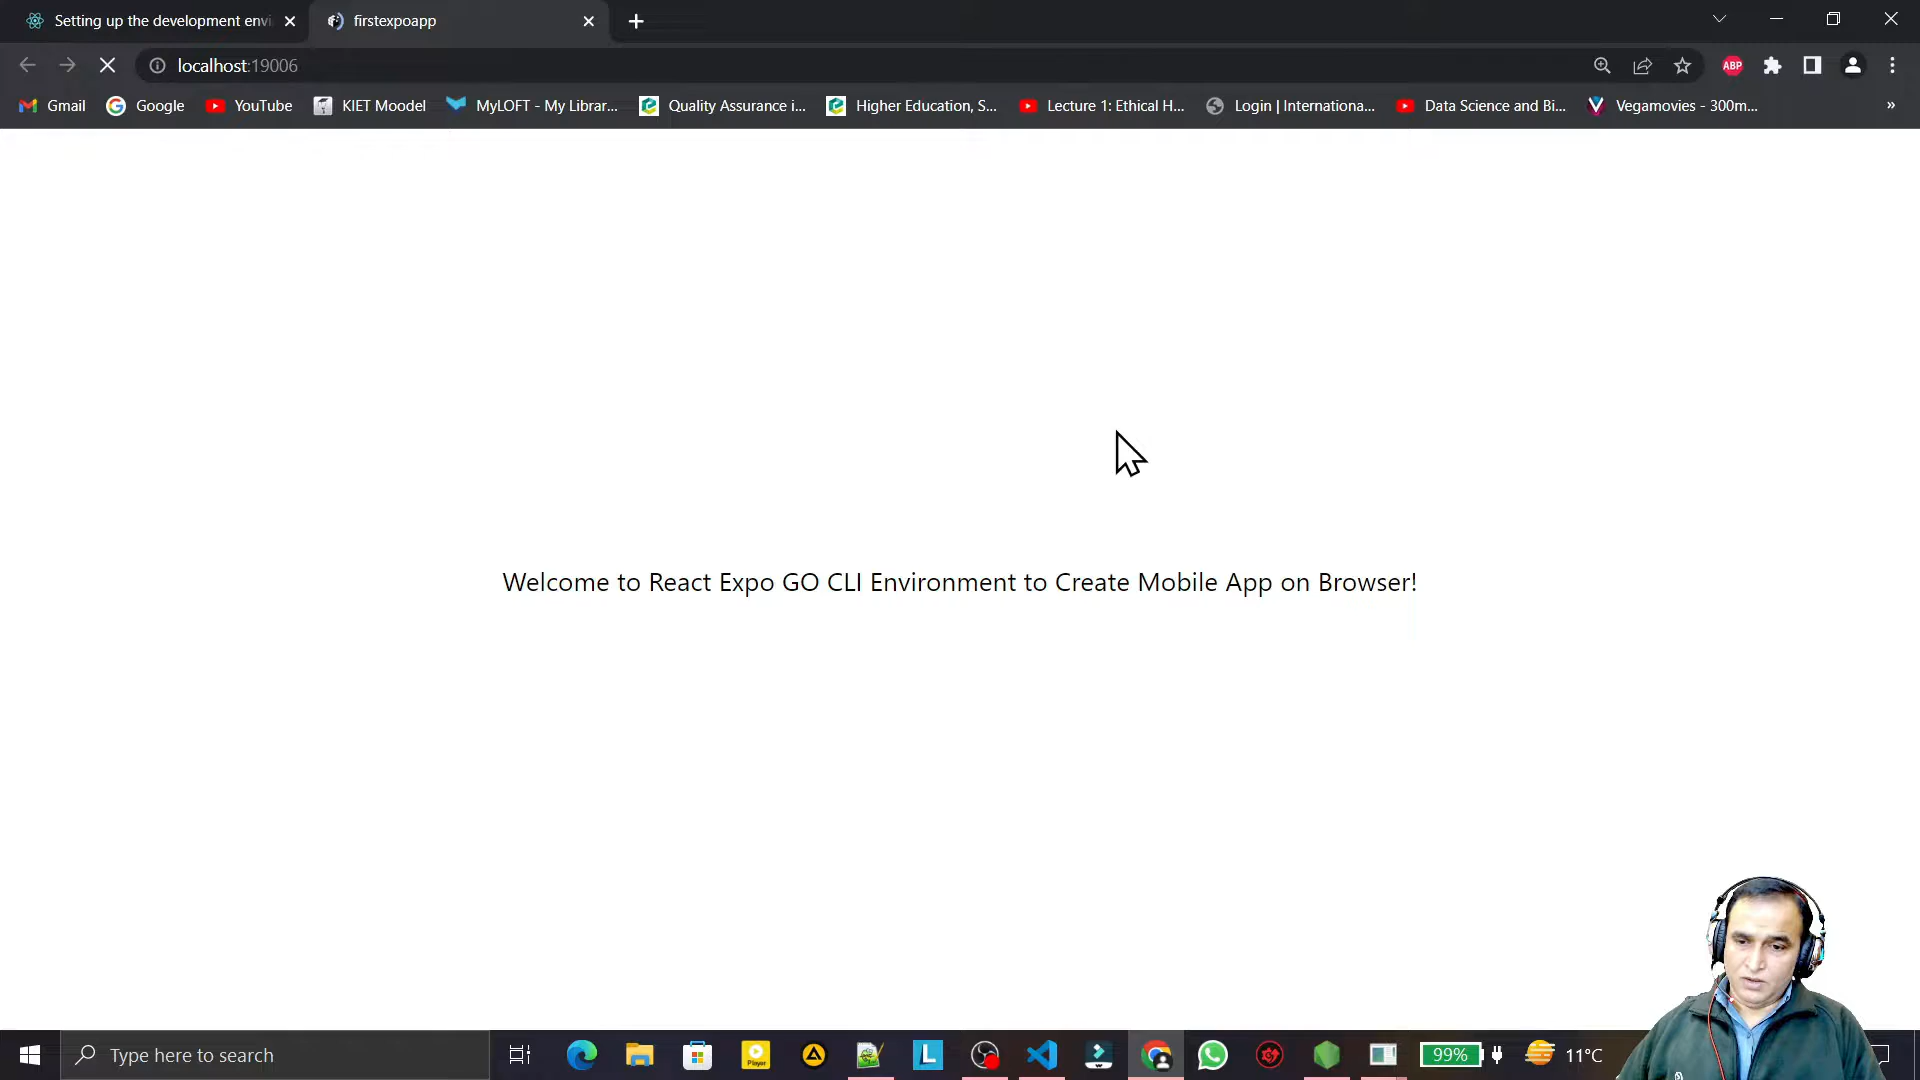 Setting up the development envi
firstexpoapp
localhost:19006
ABP
Gmail
Google
YouTube
KIET Moodel
MyLOFT - My Librar...
Quality Assurance i...
Higher Education, S...
Lecture 1: Ethical H...
Login | Internationa...
Data Science and Bi...
Vegamovies - 300m...
»
Welcome to React Expo GO CLI Environment to Create Mobile App on Browser!
Type here to search
Player
L
99%
11°C